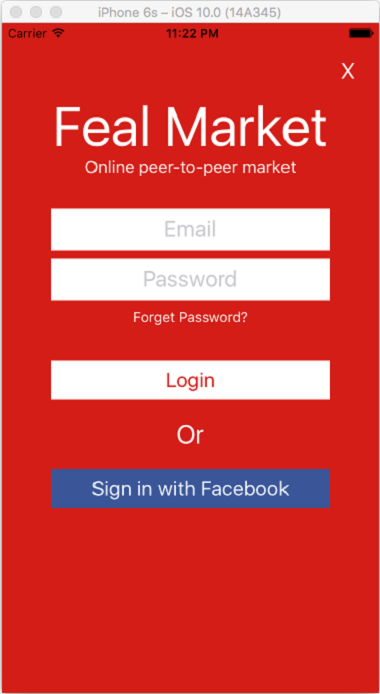 iPhone 6s – iOS 10.0 (14A345)
Carrier 11:22 PM
X
Feal Market
Online peer-to-peer market
Email
Password
Forget Password?
Login
Or
Sign in with Facebook